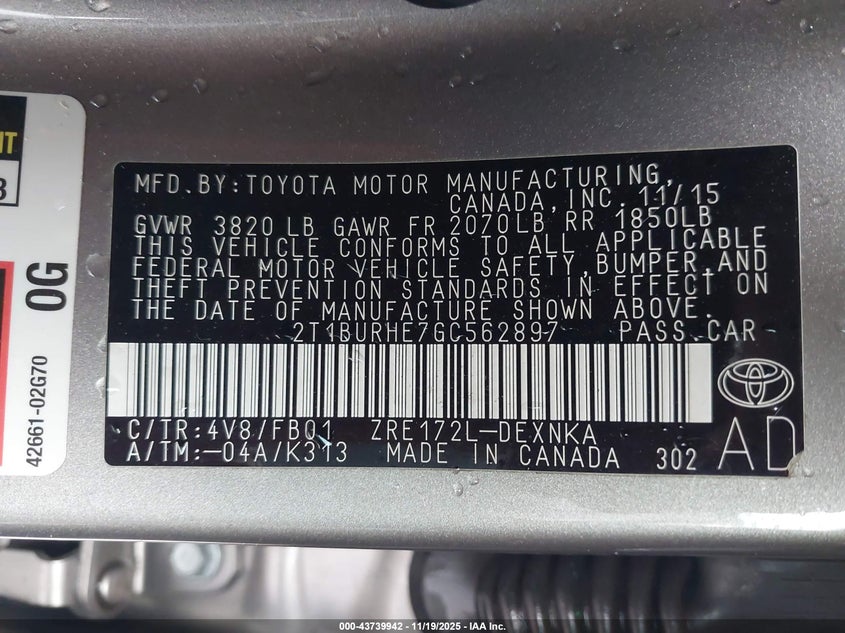 MFD. BY: TOYOTA MOTOR MANUFACTURING,
CANADA, INC. 11/15
GVWR 3820 LB GAWR FR 2070LB RR 1850LB
THIS VEHICLE CONFORMS TO ALL APPLICABLE
FEDERAL MOTOR VEHICLE SAFETY, BUMPER, AND
THEFT PREVENTION STANDARDS IN EFFECT ON
THE DATE OF MANUFACTURE SHOWN ABOVE.
2T1BURHE7GC562897 PASS. CAR
C/TR: 4V8/FB01 ZRE172L-DEXNKA
A/TM: -04A/K313 MADE IN CANADA 302
AD
0G
42661-02G70
000-43739942 - 11/19/2025 - IAA Inc.